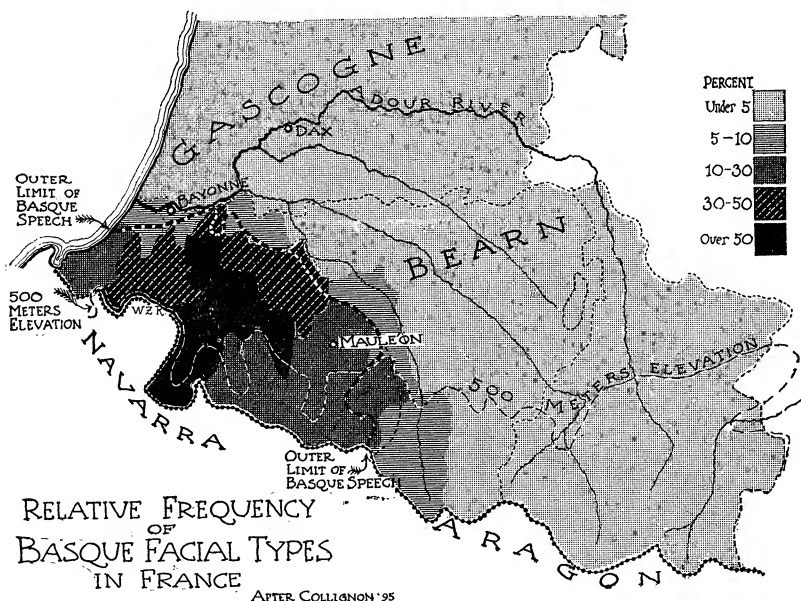 GASCOGNE
ADOUR RIVER
DAX
BAYONNE
OUTER
LIMIT OF
BASQUE
SPEECH
500
METERS
ELEVATION
W.Z.R.
NAVARRA
MAULEON
BEARN
500 METERS ELEVATION
OUTER
LIMIT OF
BASQUE SPEECH
ARAGON
PERCENT
Under 5
5-10
10-30
30-50
Over 50
RELATIVE FREQUENCY
OF
BASQUE FACIAL TYPES
IN FRANCE
AFTER COLLIGNON '95